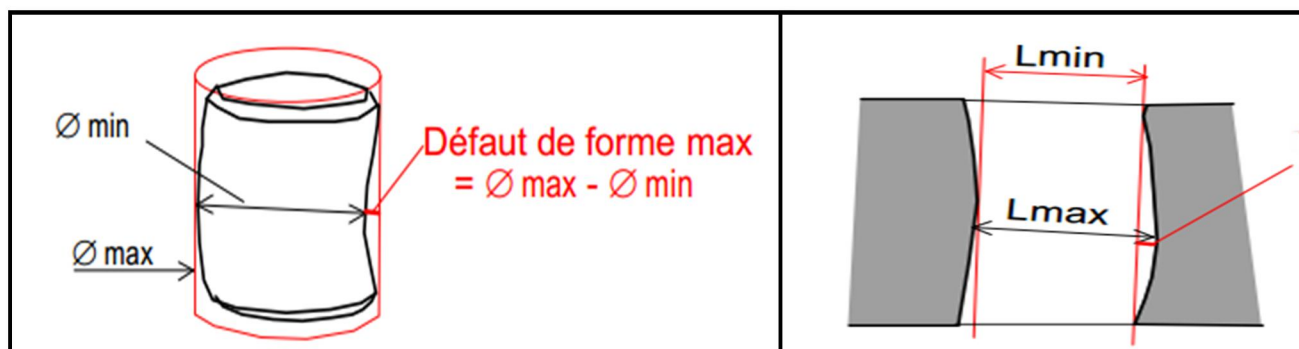 Ø min
Défaut de forme max
= Ø max - Ø min
Ø max
Lmin
Lmax